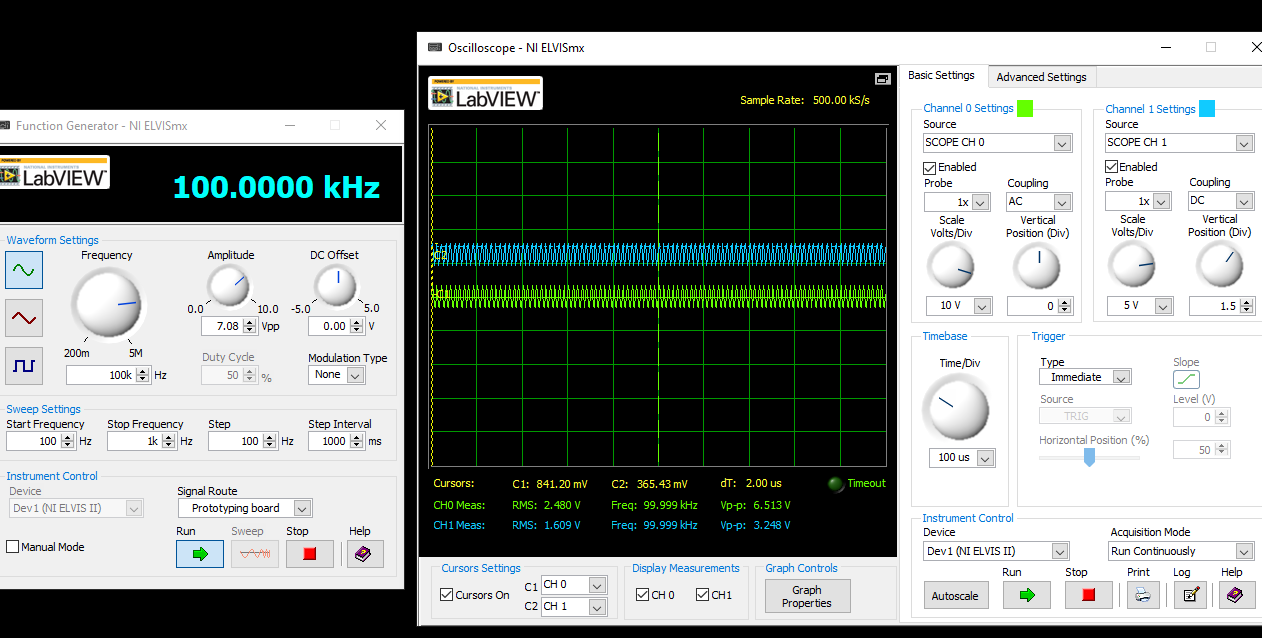 Function Generator - NI ELVISmx
POWERED BY
NATIONAL INSTRUMENTS
LabVIEW™
100.0000 kHz
Waveform Settings
Frequency
Amplitude
DC Offset
0.0 10.0
-5.0 5.0
7.08 Vpp
0.00 V
200m 5M
100k Hz
Duty Cycle
50 %
Modulation Type
None
Sweep Settings
Start Frequency Stop Frequency Step Step Interval
100 Hz 1k Hz 100 Hz 1000 ms
Instrument Control
Device
Dev1 (NI ELVIS II)
Signal Route
Prototyping board
Run Sweep Stop Help
Manual Mode
Oscilloscope - NI ELVISmx
POWERED BY
NATIONAL INSTRUMENTS
LabVIEW™
Sample Rate: 500.00 kS/s
C2
C1
Cursors: C1: 841.20 mV C2: 365.43 mV dT: 2.00 us Timeout
CH0 Meas: RMS: 2.480 V Freq: 99.999 kHz Vp-p: 6.513 V
CH1 Meas: RMS: 1.609 V Freq: 99.999 kHz Vp-p: 3.248 V
Cursors Settings
Cursors On
C1 CH 0
C2 CH 1
Display Measurements
CH 0 CH1
Graph Controls
Graph
Properties
Basic Settings Advanced Settings
Channel 0 Settings
Source
SCOPE CH 0
Enabled
Probe Coupling
1x AC
Scale Vertical
Volts/Div Position (Div)
10 V 0
Channel 1 Settings
Source
SCOPE CH 1
Enabled
Probe Coupling
1x DC
Scale Vertical
Volts/Div Position (Div)
5 V 1.5
Timebase
Time/Div
100 us
Trigger
Type
Immediate
Slope
Source
TRIG
Level (V)
0
Horizontal Position (%)
50
Instrument Control
Device Acquisition Mode
Dev1 (NI ELVIS II) Run Continuously
Run Stop Print Log Help
Autoscale